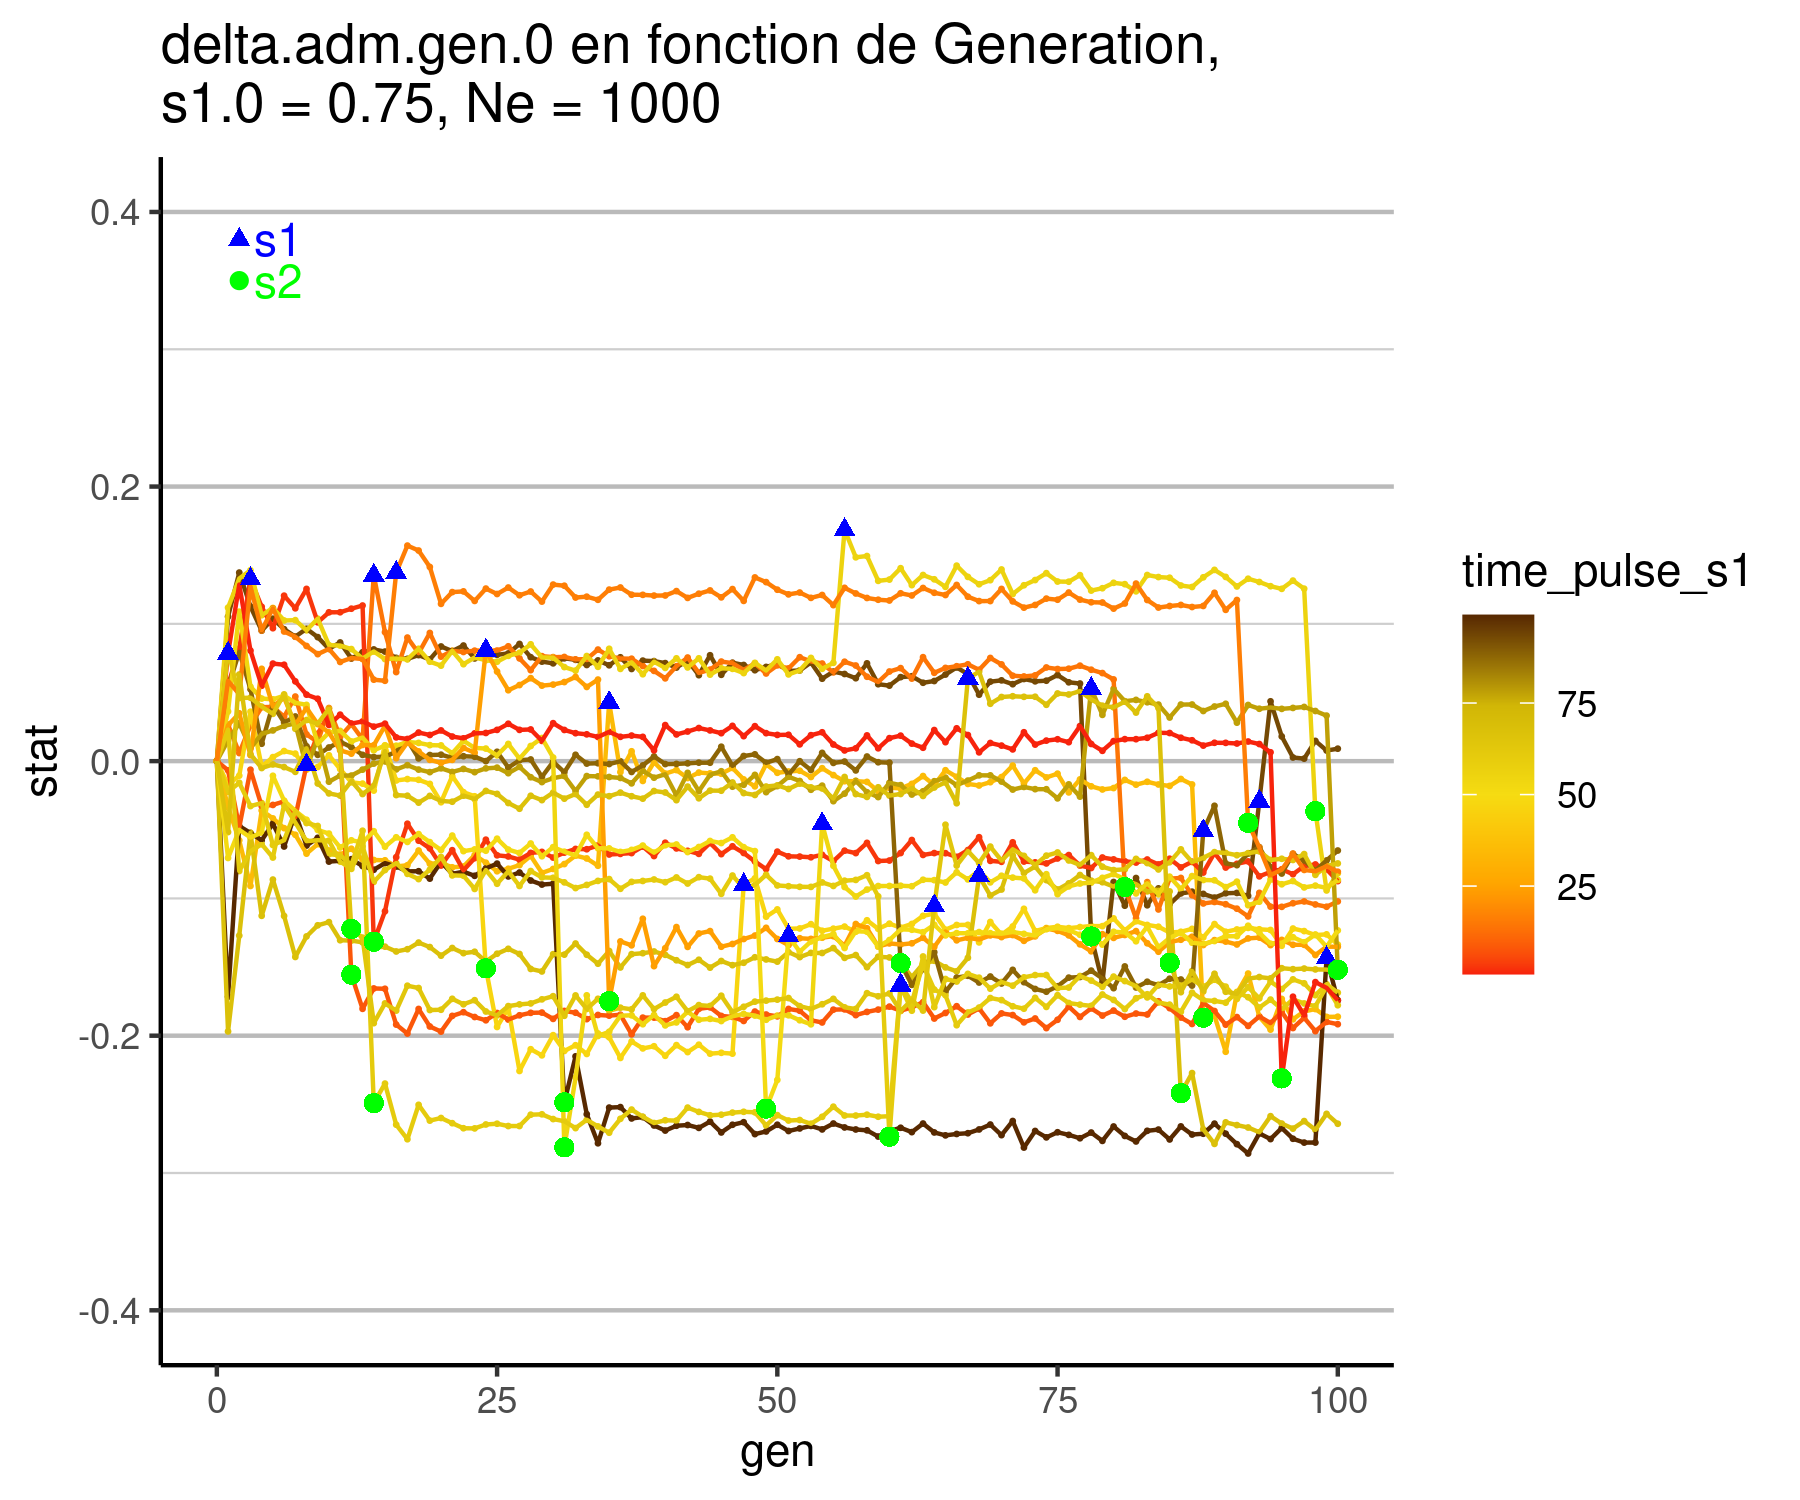 delta.adm.gen.0 en fonction de Generation,
s1.0 = 0.75, Ne = 1000
0.4
s1
s2
0.2
0.0
-0.2
-0.4
stat
0 25 50 75 100
gen
time_pulse_s1
75
50
25